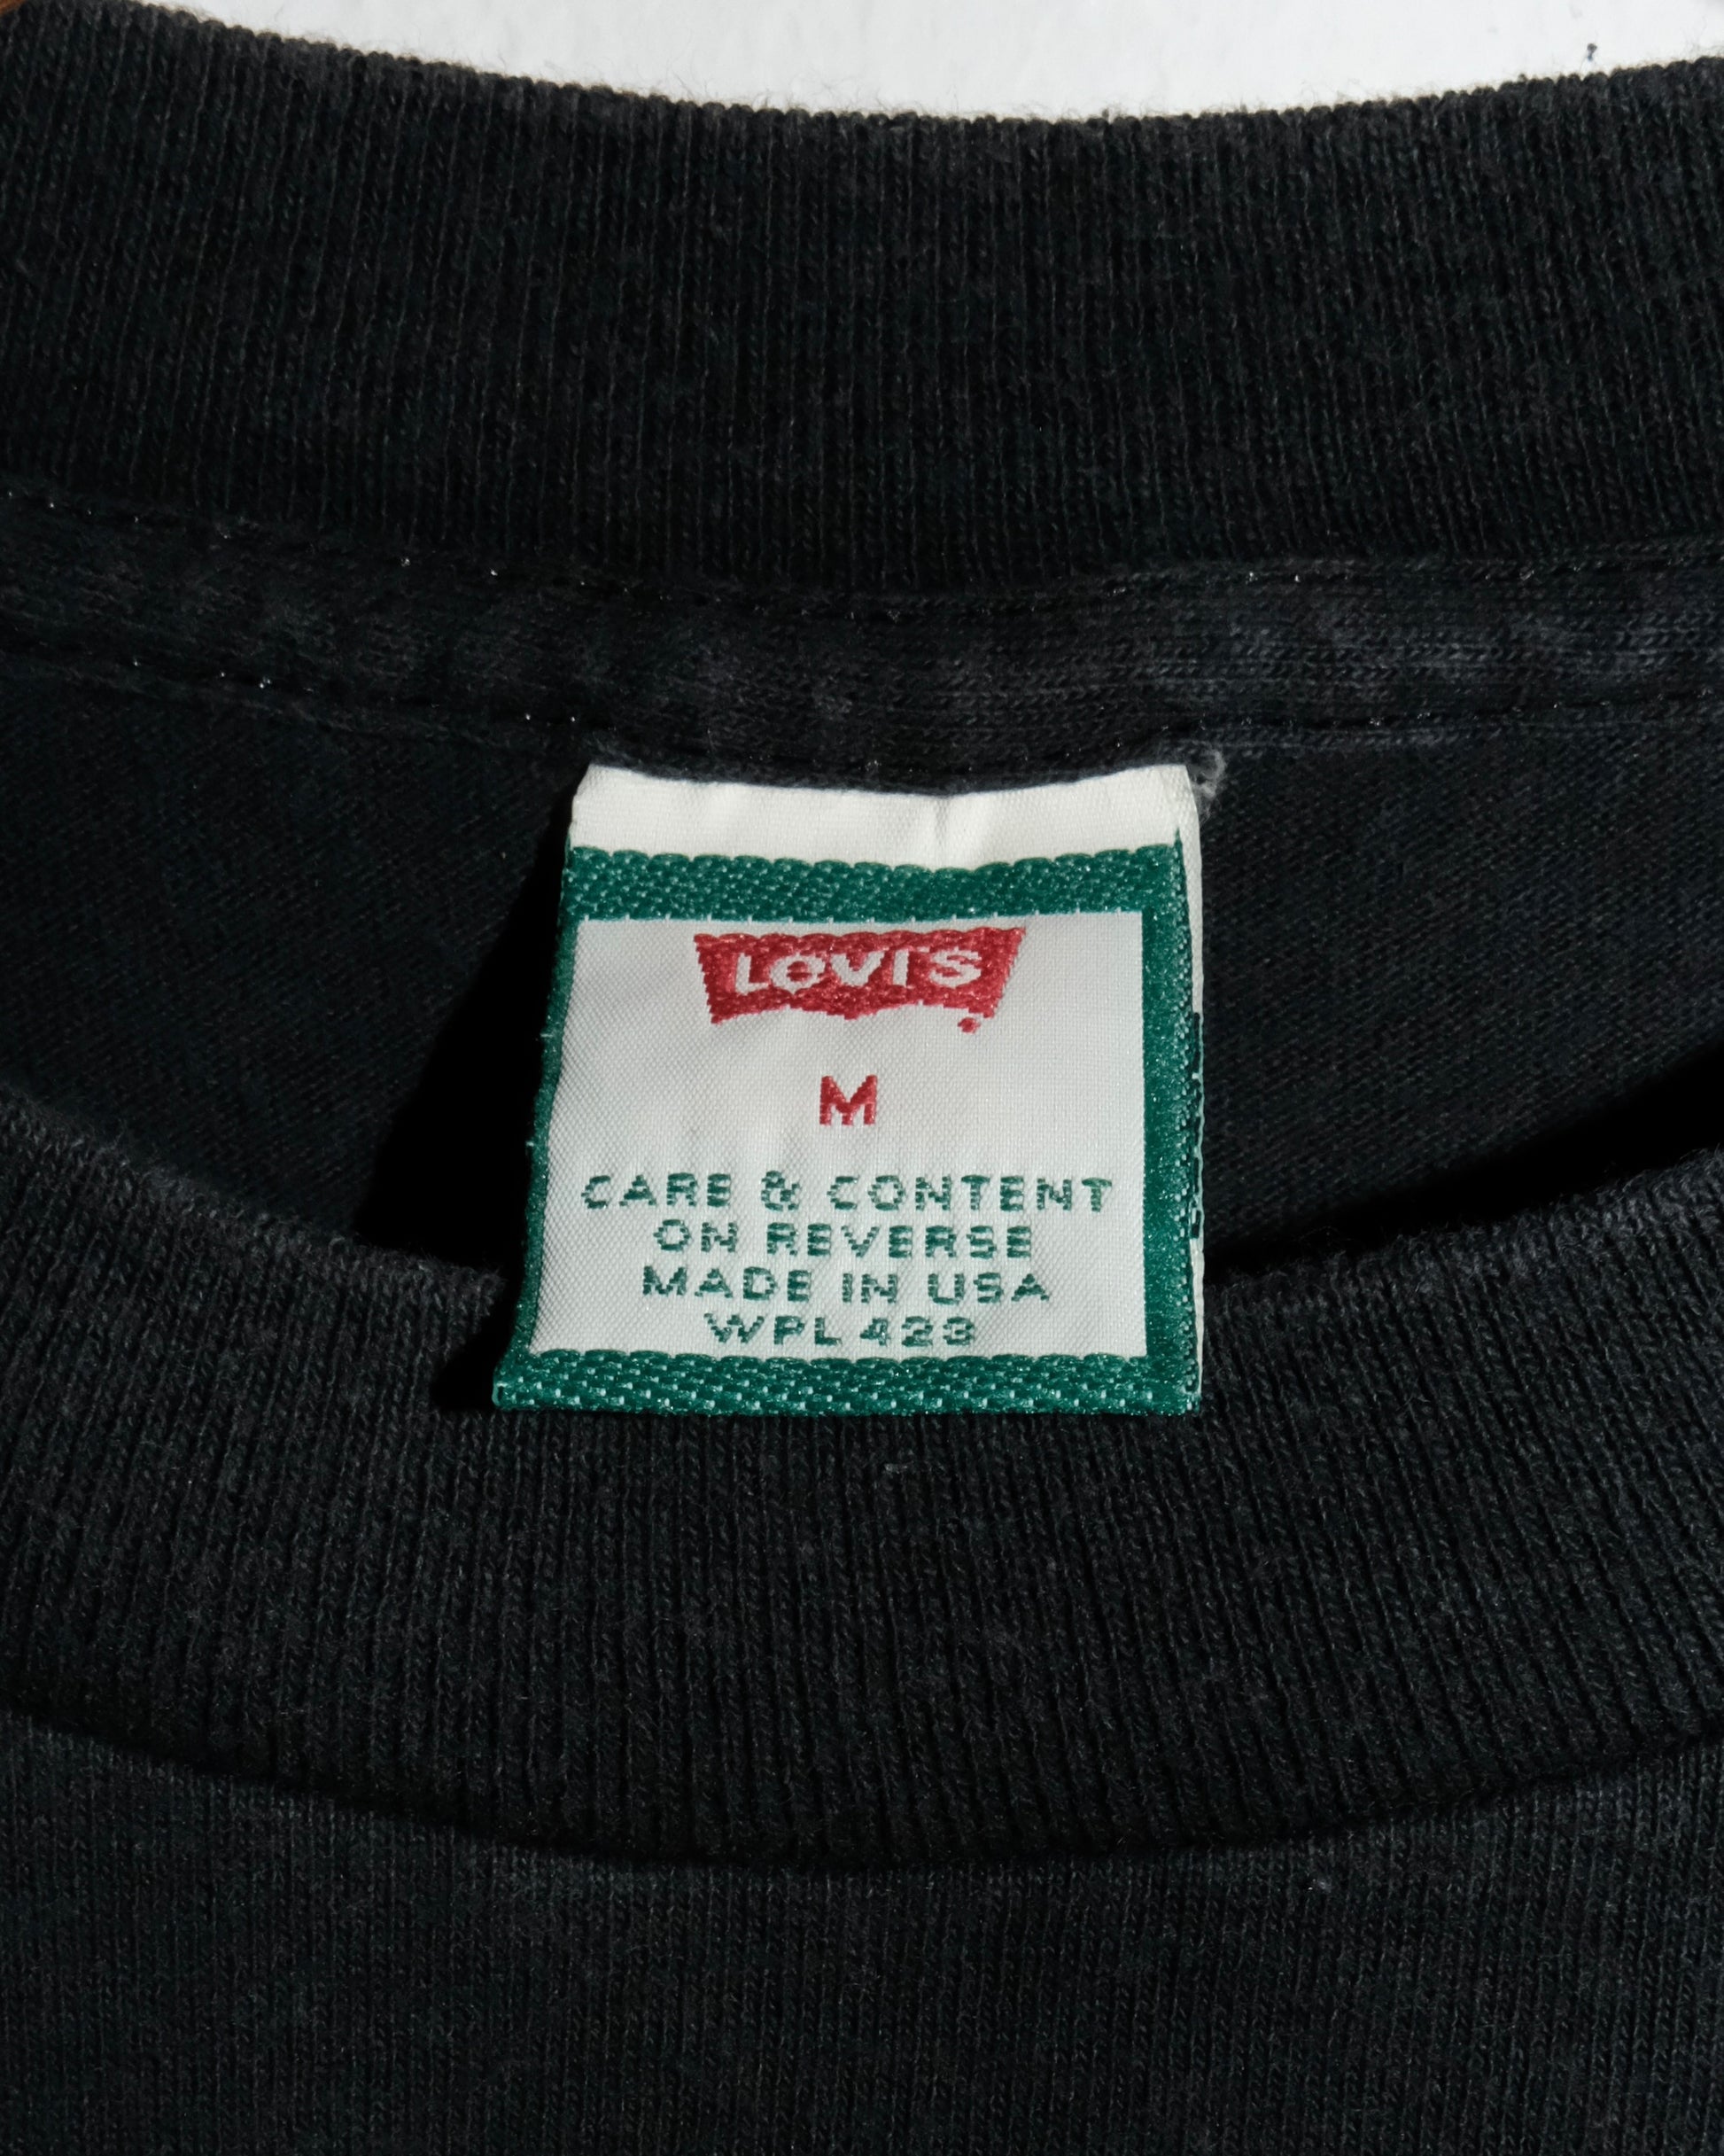 LEVI'S
M
CARE & CONTENT
ON REVERSE
MADE IN USA
WPL 423